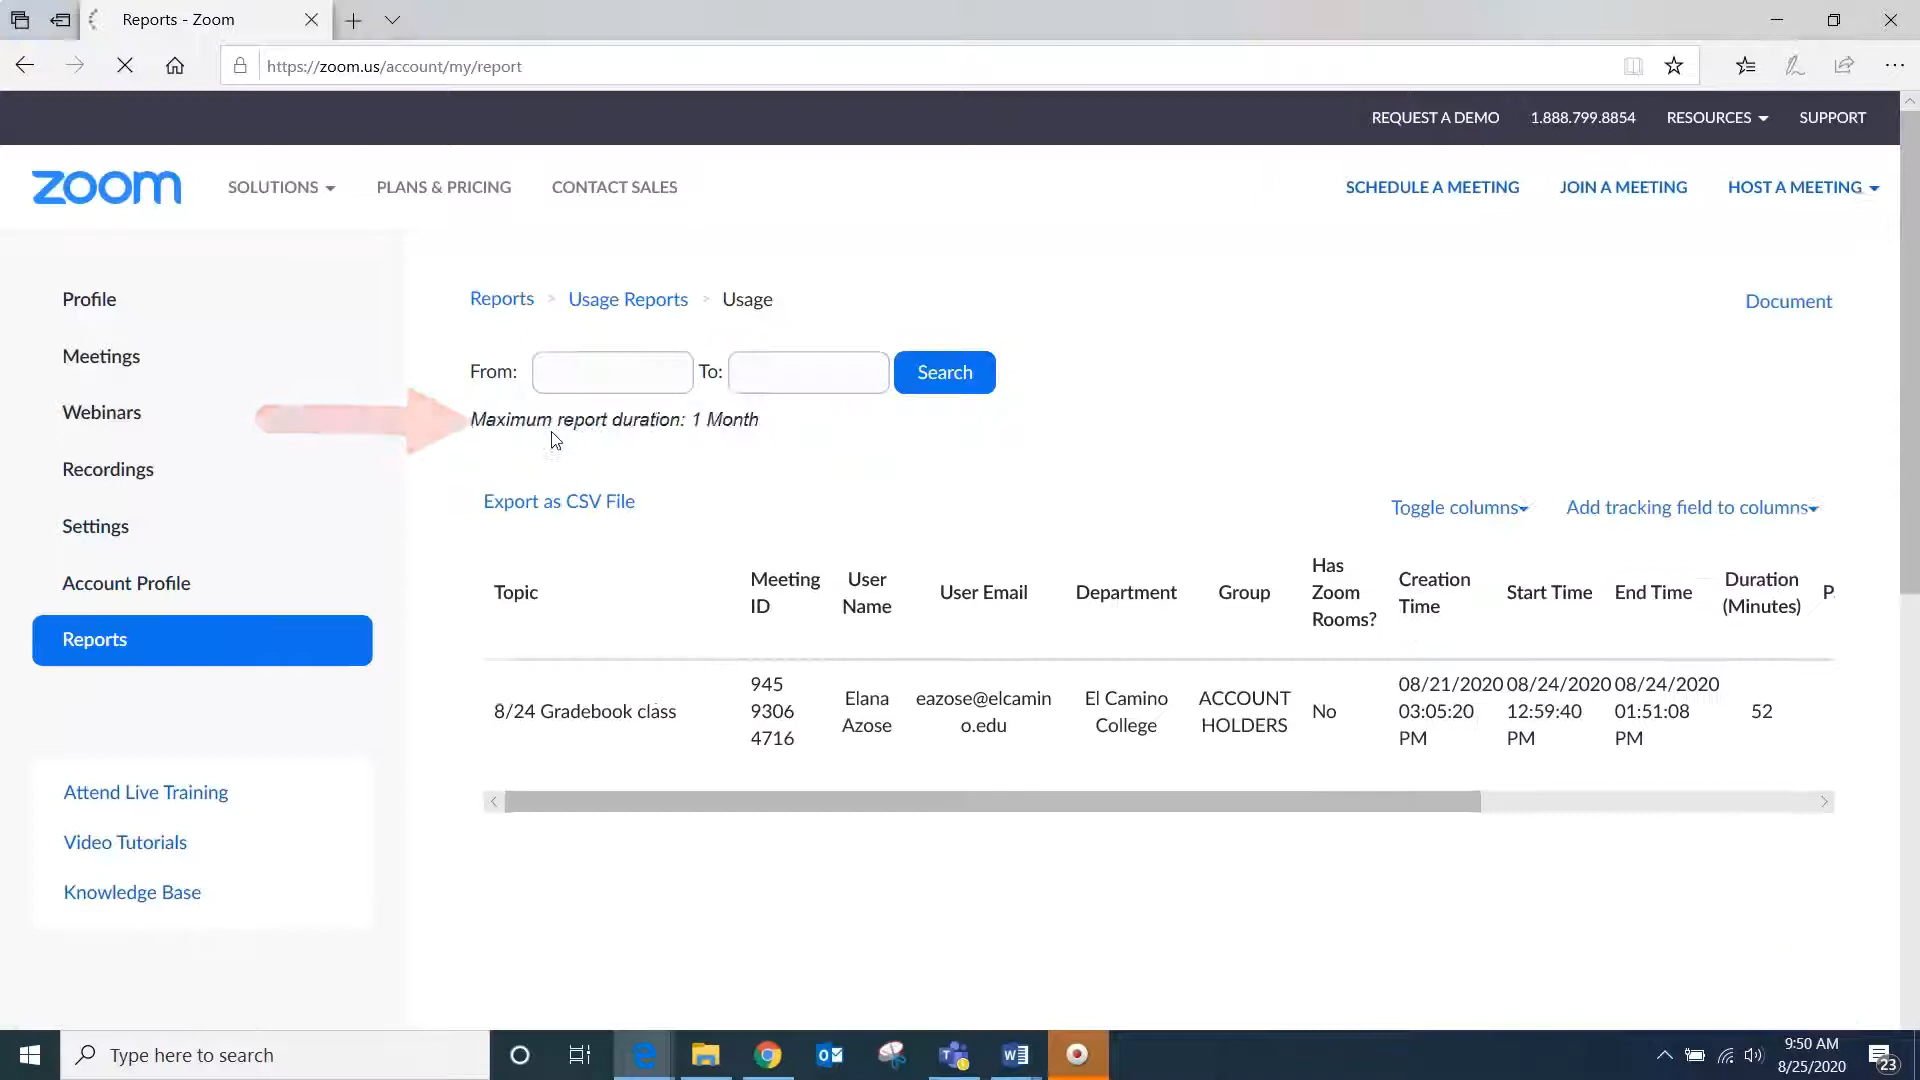 Reports - Zoom
https://zoom.us/account/my/report
REQUEST A DEMO 1.888.799.8854 RESOURCES SUPPORT
zoom SOLUTIONS PLANS & PRICING CONTACT SALES SCHEDULE A MEETING JOIN A MEETING HOST A MEETING
Profile
Meetings
Webinars
Recordings
Settings
Account Profile
Reports
Attend Live Training
Video Tutorials
Knowledge Base
Reports > Usage Reports > Usage
Document
From: To: Search
Maximum report duration: 1 Month
Export as CSV File
Toggle columns Add tracking field to columns
Topic
Meeting
ID
User
Name
User Email
Department
Group
Has
Zoom
Rooms?
Creation
Time
Start Time
End Time
Duration
(Minutes)
8/24 Gradebook class
945
9306
4716
Elana
Azose
eazose@elcamin
o.edu
El Camino
College
ACCOUNT
HOLDERS
No
08/21/2020
03:05:20
PM
08/24/2020
12:59:40
PM
08/24/2020
01:51:08
PM
52
Type here to search
9:50 AM
8/25/2020
23